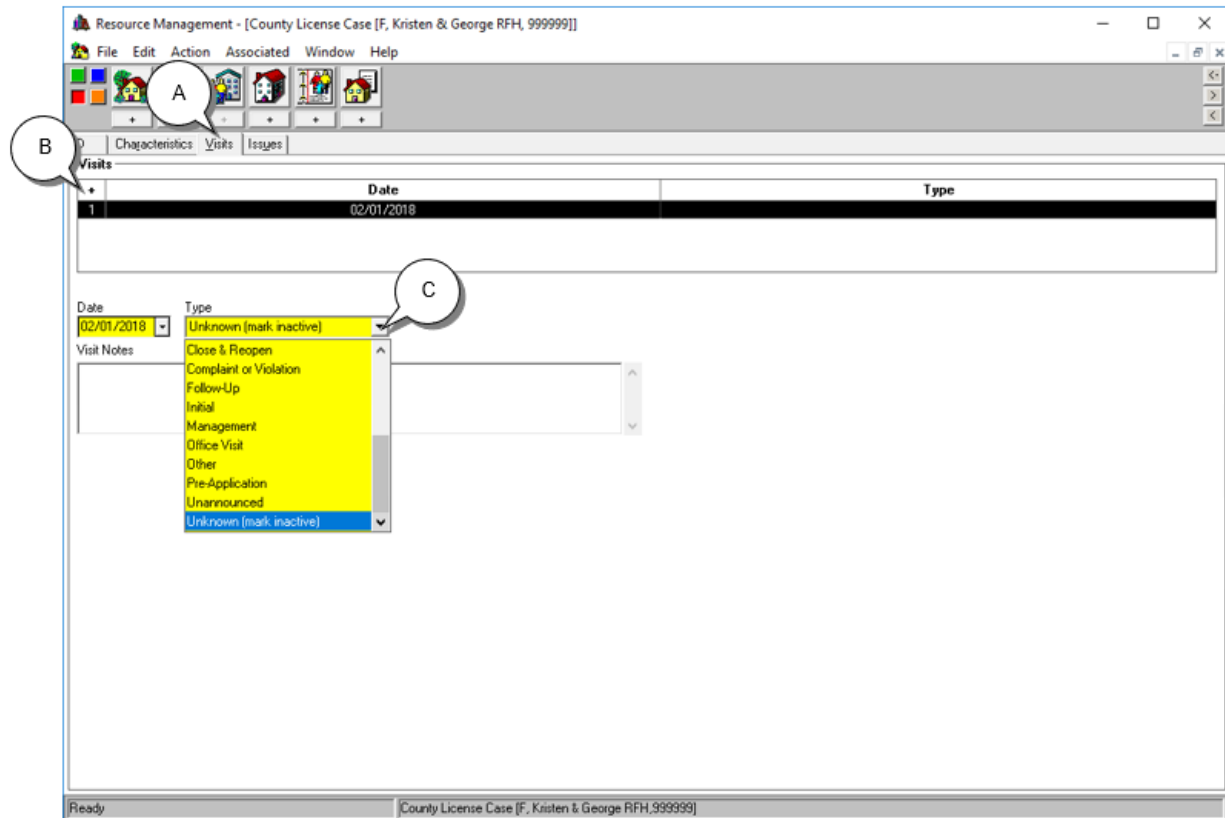 Resource Management - [County License Case [F, Kristen & George RFH, 999999]]
File Edit Action Associated Window Help
A
+ + + + +
B
Characteristics Visits Issues
Visits
+ Date Type
1 02/01/2018
C
Date Type
02/01/2018 Unknown (mark inactive)
Visit Notes
Close & Reopen
Complaint or Violation
Follow-Up
Initial
Management
Office Visit
Other
Pre-Application
Unannounced
Unknown (mark inactive)
Ready County License Case [F, Kristen & George RFH,999999]